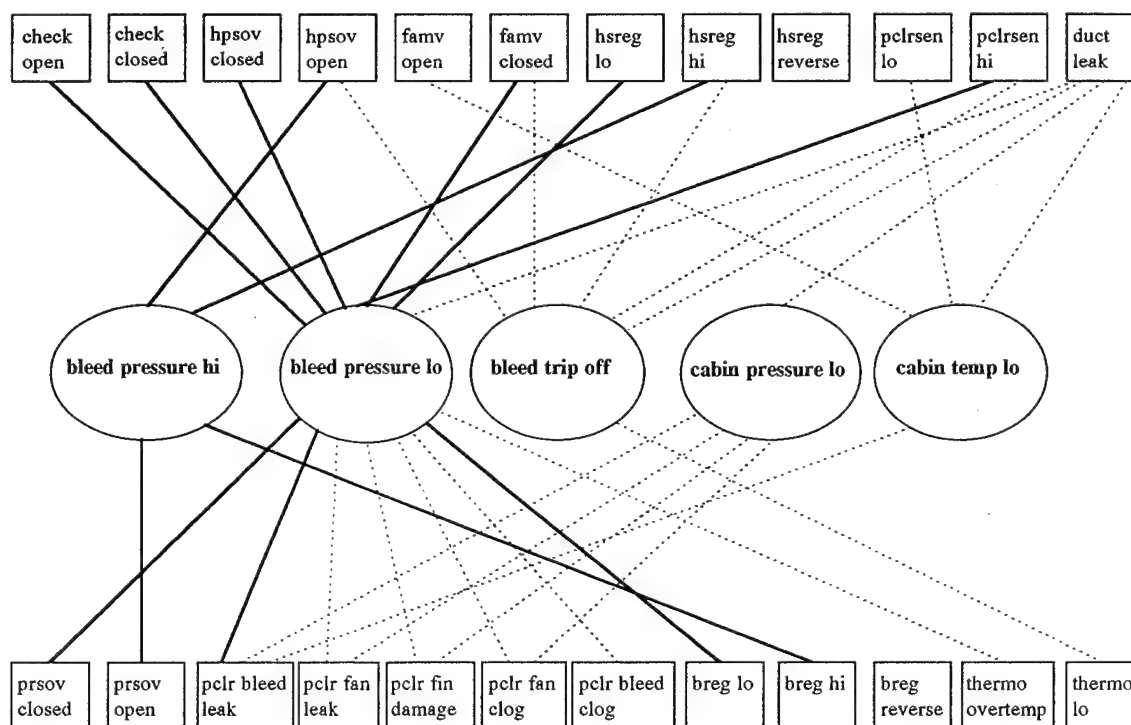 check
open
check
closed
hpsov
closed
hpsov
open
famv
open
famv
closed
hsreg
lo
hsreg
hi
hsreg
reverse
pclrsen
lo
pclrsen
hi
duct
leak
bleed pressure hi
bleed pressure lo
bleed trip off
cabin pressure lo
cabin temp lo
prsov
closed
prsov
open
pclr bleed
leak
pclr fan
leak
pclr fin
damage
pclr fan
clog
pclr bleed
clog
breg lo
breg hi
breg
reverse
thermo
overtemp
thermo
lo